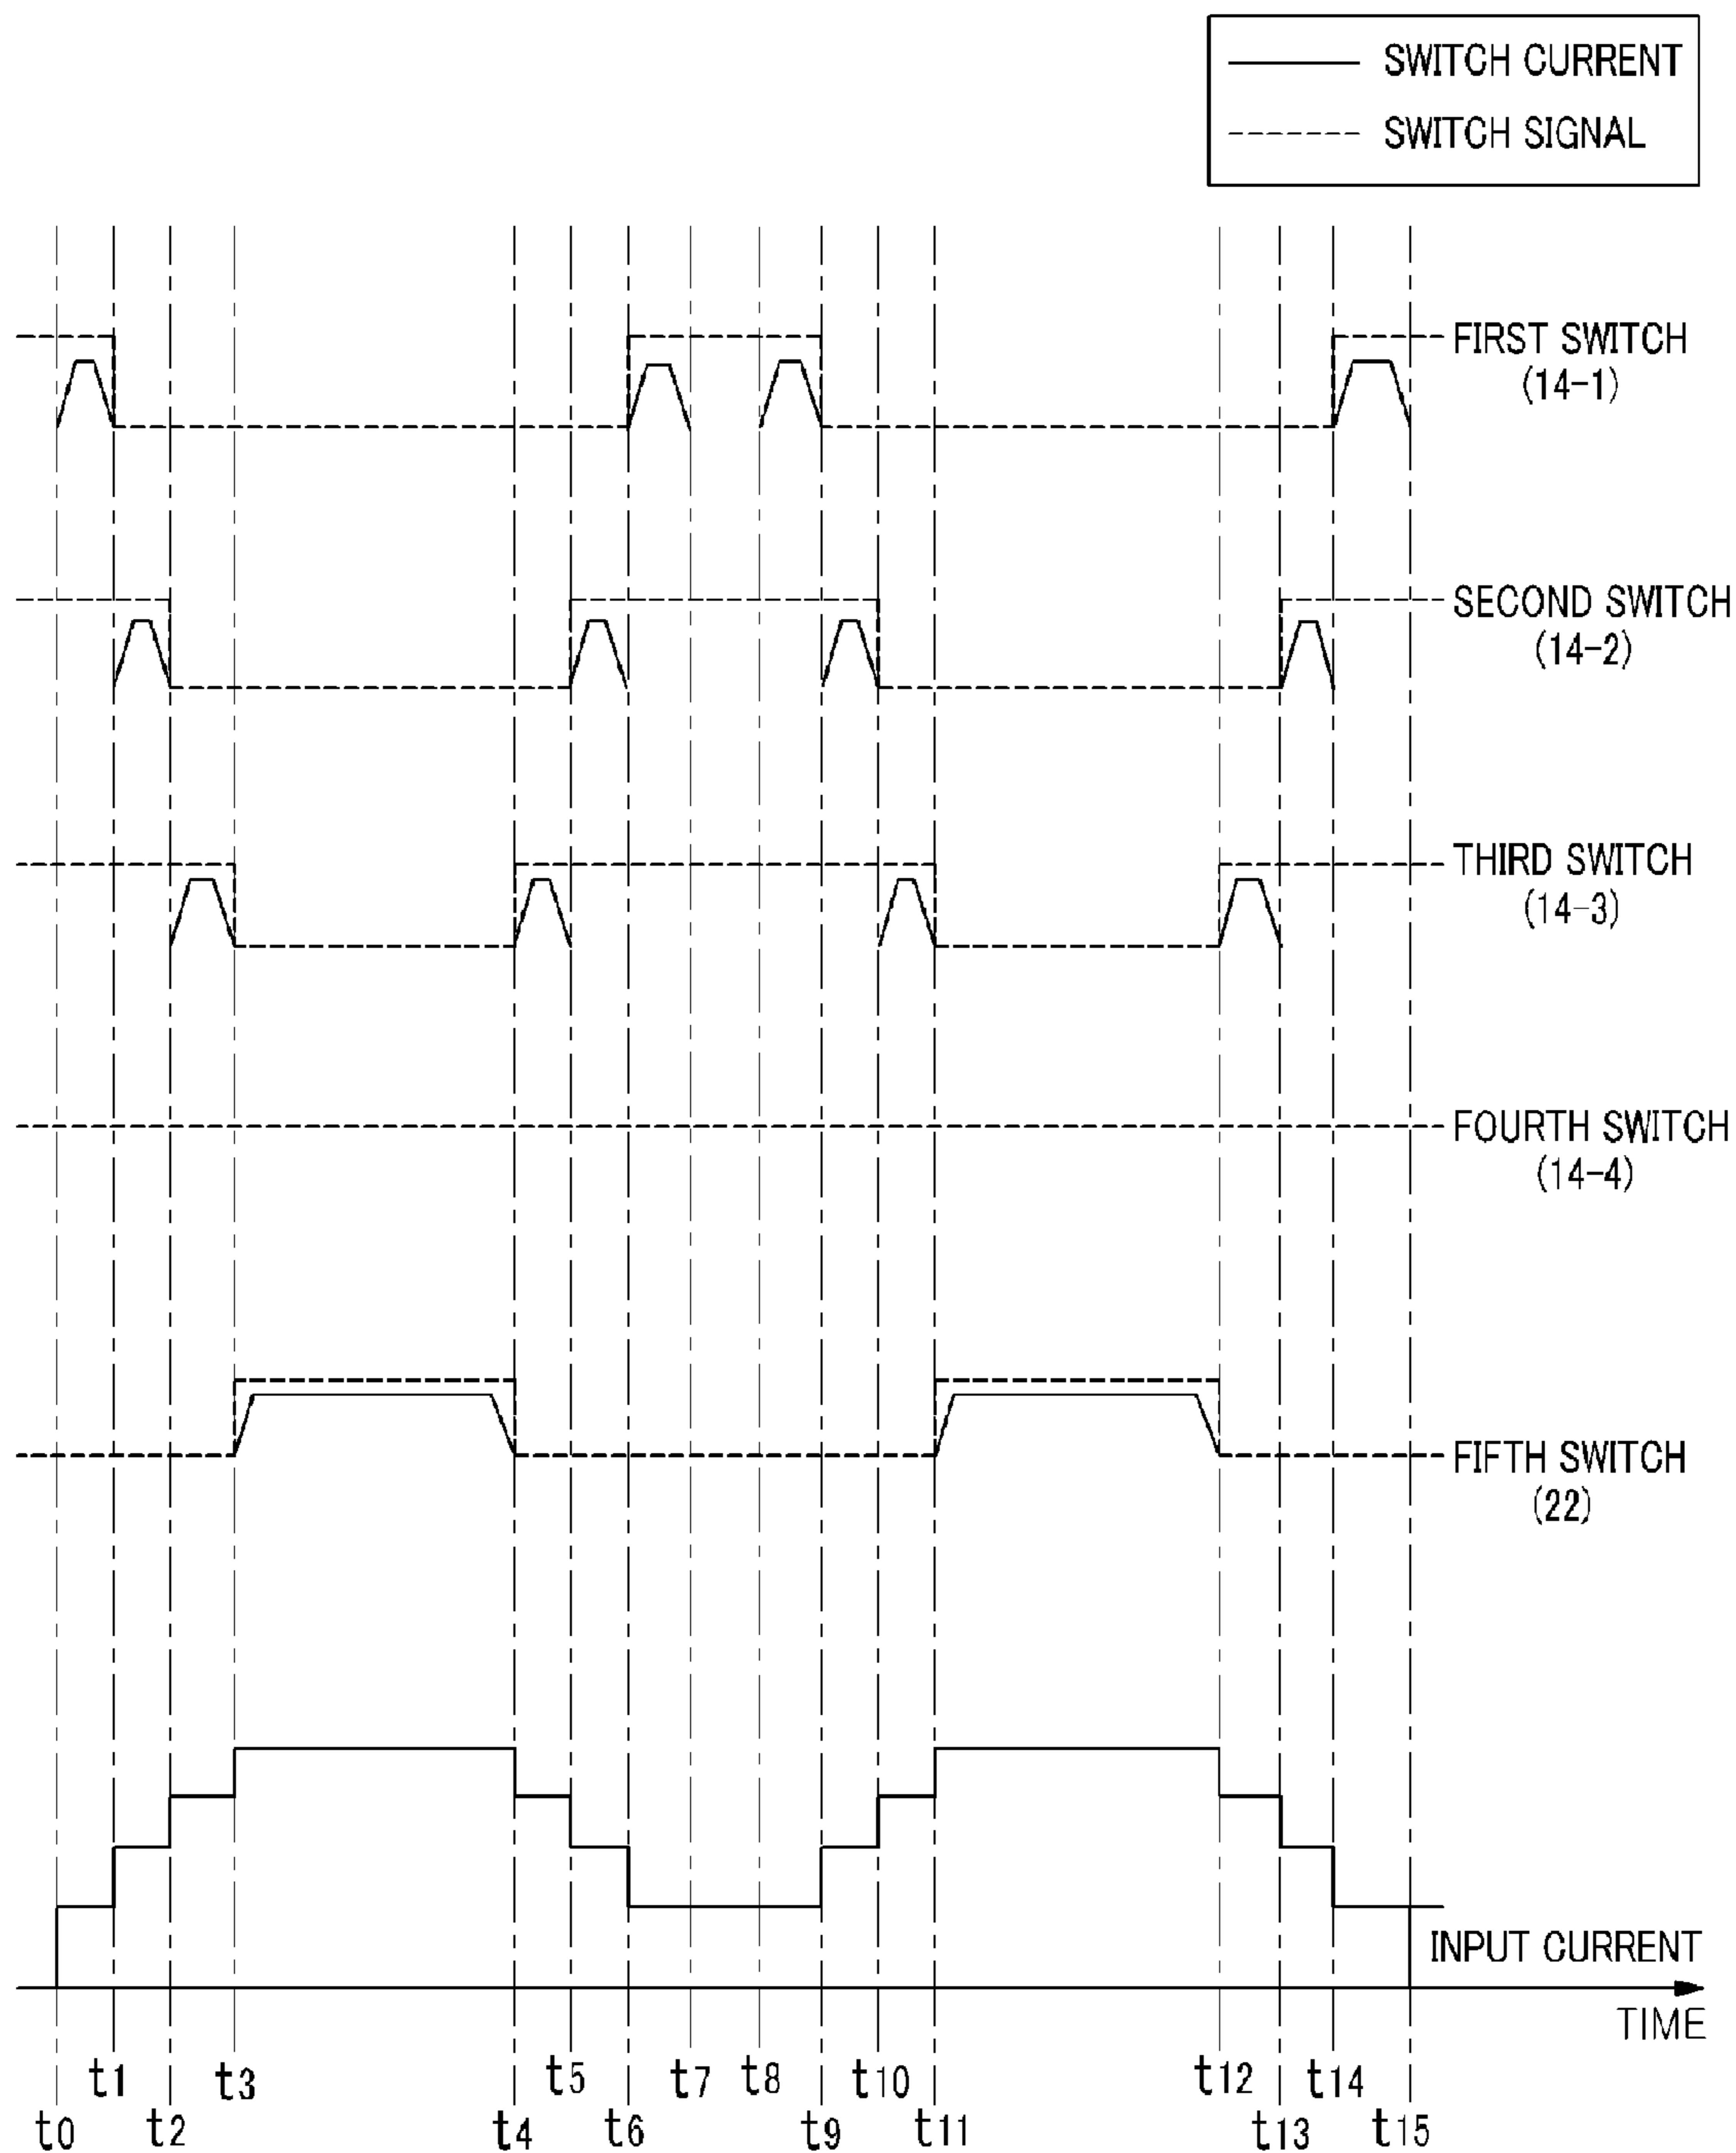 SWITCH CURRENT
SWITCH SIGNAL
FIRST SWITCH
(14-1)
SECOND SWITCH
(14-2)
THIRD SWITCH
(14-3)
FOURTH SWITCH
(14-4)
FIFTH SWITCH
(22)
INPUT CURRENT
TIME
t1 t3 t5 t7 t8 t10 t12 t14
t0 t2 t4 t6 t9 t11 t13 t15